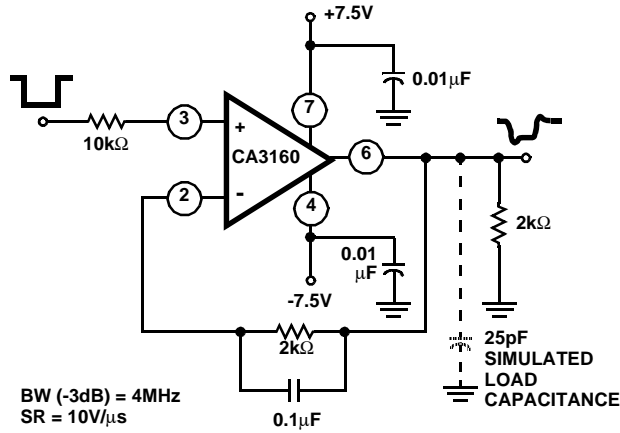 +7.5V
0.01μF
7
3
+
10kΩ
CA3160
6
2
-
4
2kΩ
0.01
μF
-7.5V
2kΩ
25pF
SIMULATED
LOAD
CAPACITANCE
0.1μF
BW (-3dB) = 4MHz
SR = 10V/μs